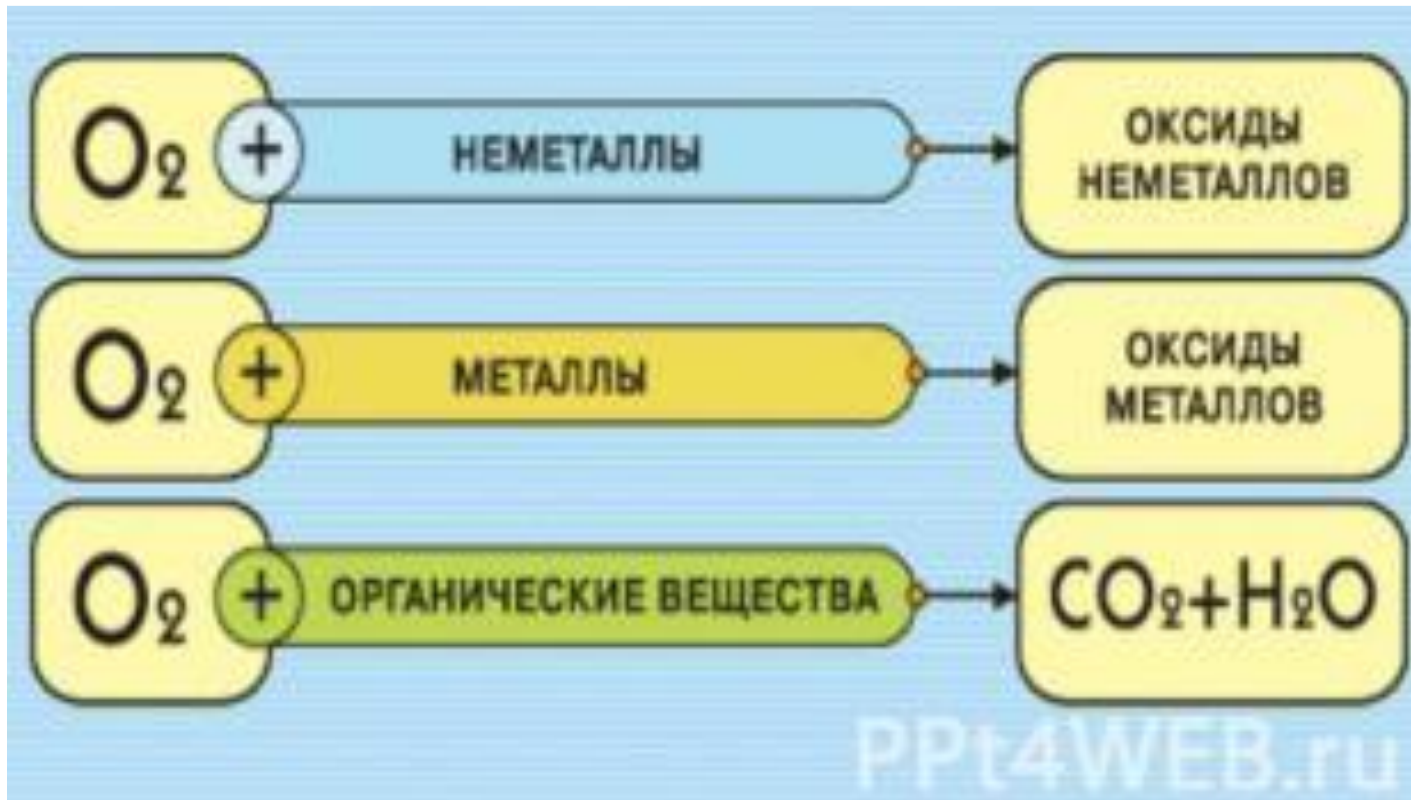 O₂ + НЕМЕТАЛЛЫ
ОКСИДЫ
НЕМЕТАЛЛОВ
O₂ + МЕТАЛЛЫ
ОКСИДЫ
МЕТАЛЛОВ
O₂ + ОРГАНИЧЕСКИЕ ВЕЩЕСТВА
CO₂+H₂O
PPt4WEB.ru